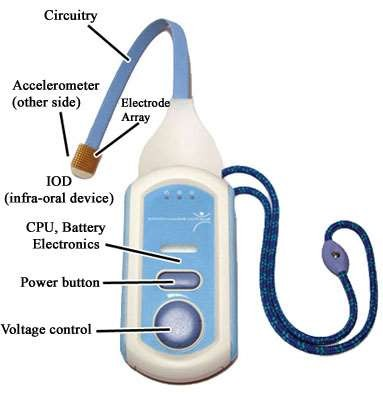 Circuitry
Accelerometer
(other side)
Electrode
Array
IOD
(infra-oral device)
CPU, Battery
Electronics
Power button
Voltage control